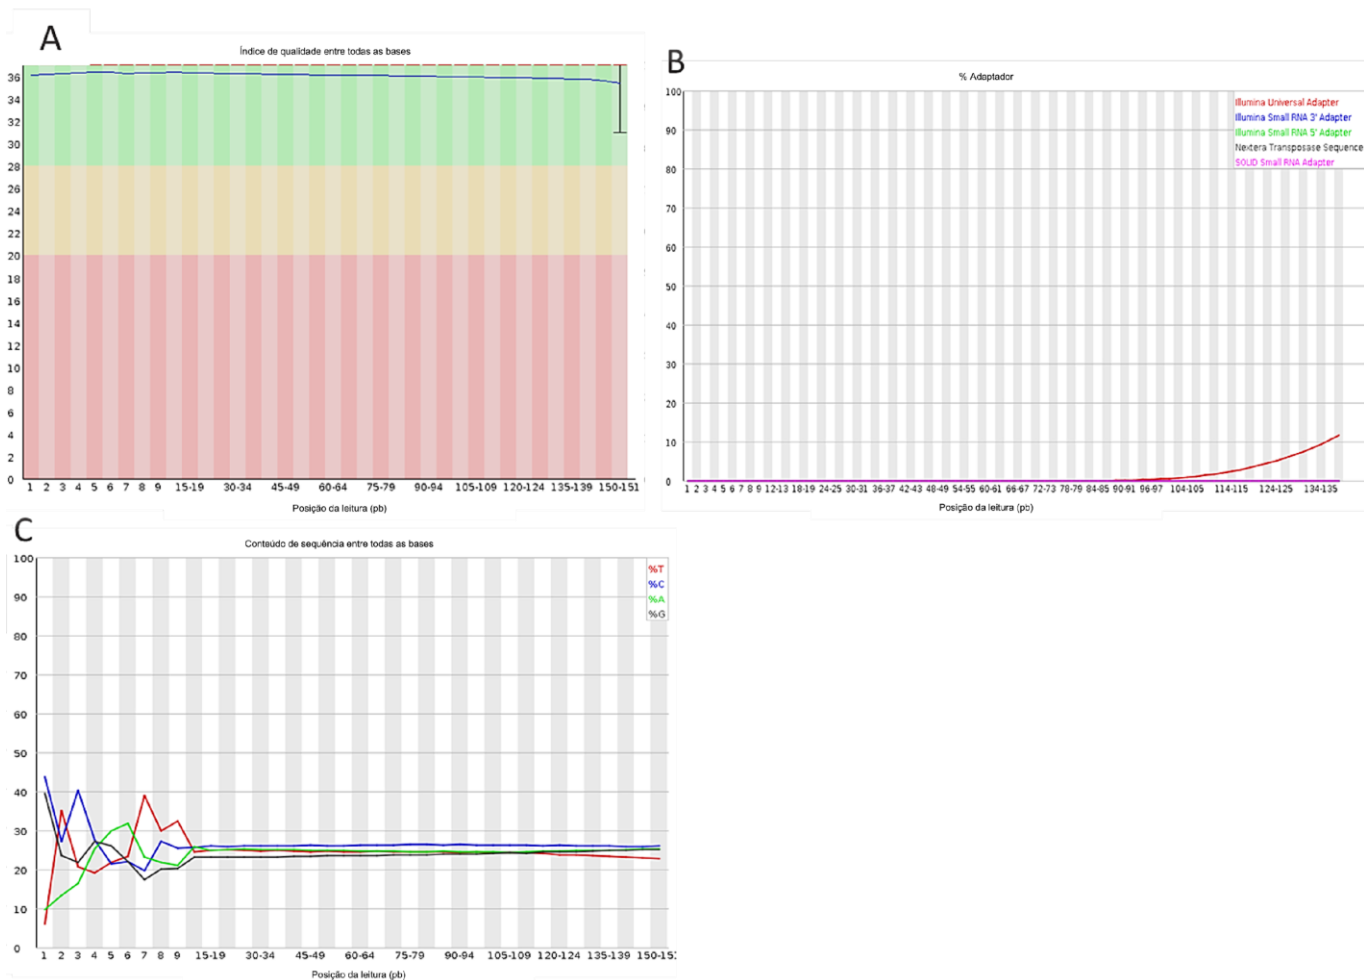 A
Índice de qualidade entre todas as bases
36
34
32
30
28
26
24
22
20
18
16
14
12
10
8
6
4
2
0
1 2 3 4 5 6 7 8 9 15-19 30-34 45-49 60-64 75-79 90-94 105-109 120-124 135-139 150-151
Posição da leitura (pb)
B
% Adaptador
100
90
80
70
60
50
40
30
20
10
0
Illumina Universal Adapter
Illumina Small RNA 3' Adapter
Illumina Small RNA 5' Adapter
Nextera Transposase Sequence
SOLID Small RNA Adapter
1 2 3 4 5 6 7 8 9 12-13 18-19 24-25 30-31 36-37 42-43 48-49 54-55 60-61 66-67 72-73 78-79 84-85 90-91 96-97 104-105 114-115 124-125 134-135
Posição da leitura (pb)
C
Conteúdo de sequência entre todas as bases
100
90
80
70
60
50
40
30
20
10
0
%T
%C
%A
%G
1 2 3 4 5 6 7 8 9 15-19 30-34 45-49 60-64 75-79 90-94 105-109 120-124 135-139 150-151
Posição da leitura (pb)